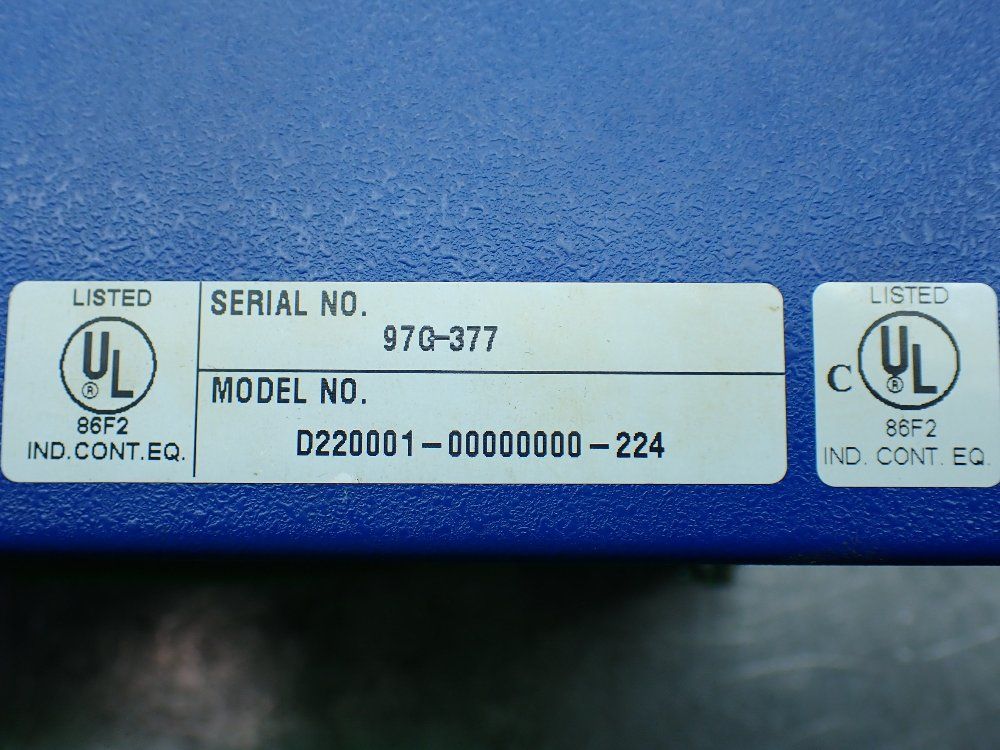 LISTED
UL
®
86F2
IND.CONT.EQ.
SERIAL NO.
97G-377
MODEL NO.
D220001-00000000-224
LISTED
C UL
®
86F2
IND. CONT. EQ.